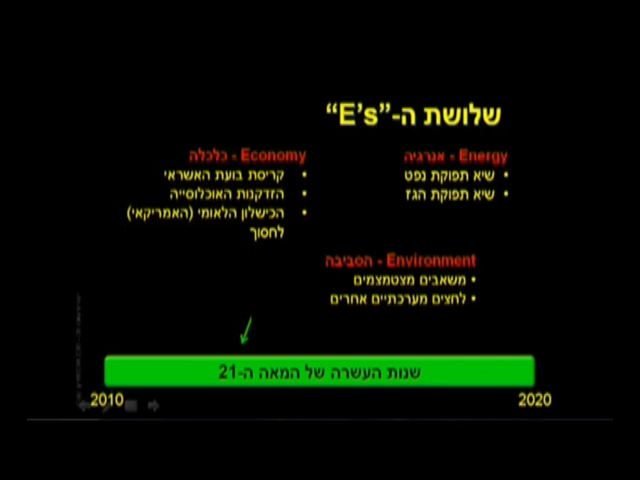 שלושת ה-”E’s“
Energy - אנרגיה
• שיא תפוקת נפט
• שיא תפוקת הגז
Economy - כלכלה
• קריסת בועת האשראי
• הזדקנות האוכלוסייה
• הכישלון הלאומי (האמריקאי) לחסוך
Environment - הסביבה
• משאבים מצטמצמים
• לחצים מערכתיים אחרים
שנות העשרה של המאה ה-21
2010
2020